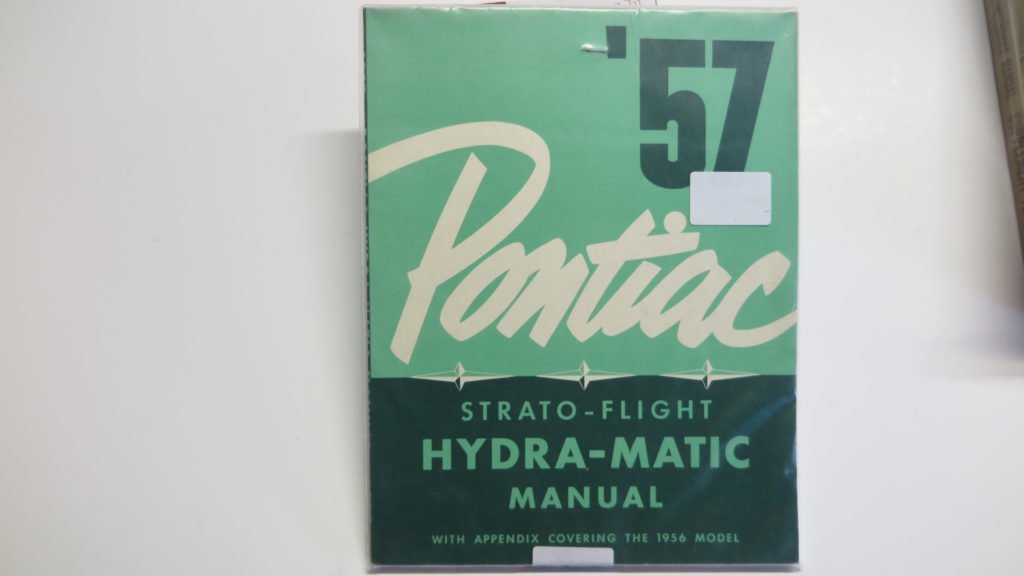 '57
Pontiac
STRATO-FLIGHT
HYDRA-MATIC
MANUAL
WITH APPENDIX COVERING THE 1956 MODEL